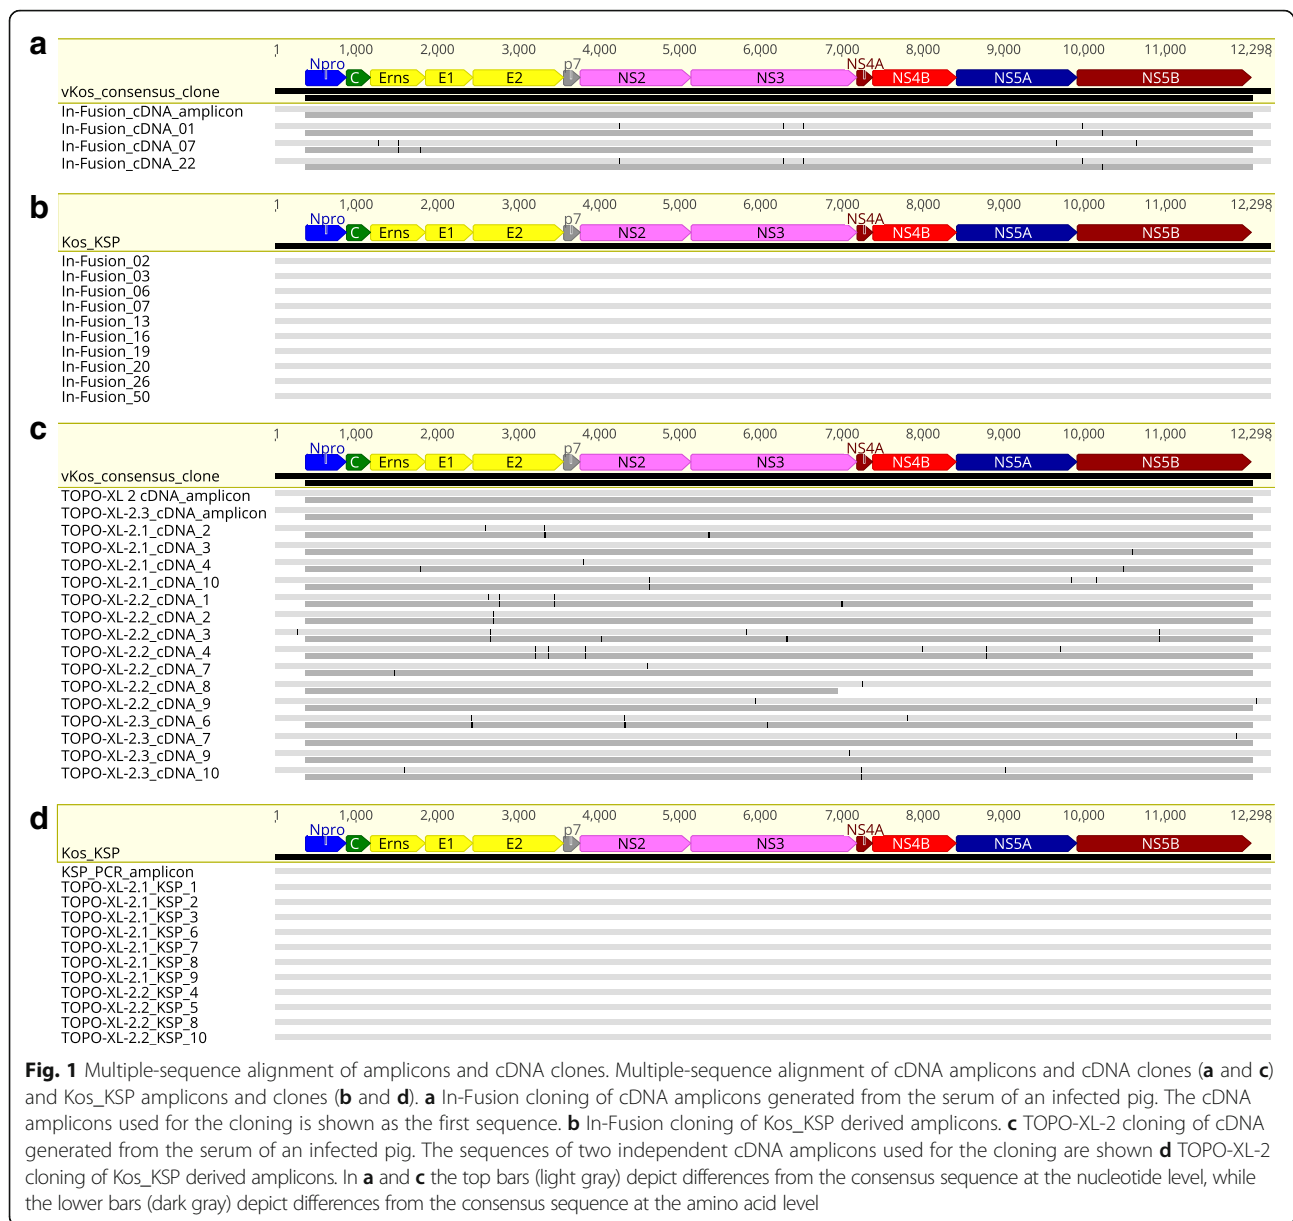 a
1 1,000 2,000 3,000 4,000 5,000 6,000 7,000 8,000 9,000 10,000 11,000 12,298
Npro C Erns E1 E2 p7 NS2 NS3 NS4A NS4B NS5A NS5B
vKos_consensus_clone
In-Fusion_cDNA_amplicon
In-Fusion_cDNA_01
In-Fusion_cDNA_07
In-Fusion_cDNA_22
b
1 1,000 2,000 3,000 4,000 5,000 6,000 7,000 8,000 9,000 10,000 11,000 12,298
Npro C Erns E1 E2 p7 NS2 NS3 NS4A NS4B NS5A NS5B
Kos_KSP
In-Fusion_02
In-Fusion_03
In-Fusion_06
In-Fusion_07
In-Fusion_13
In-Fusion_16
In-Fusion_19
In-Fusion_20
In-Fusion_26
In-Fusion_50
c
1 1,000 2,000 3,000 4,000 5,000 6,000 7,000 8,000 9,000 10,000 11,000 12,298
Npro C Erns E1 E2 p7 NS2 NS3 NS4A NS4B NS5A NS5B
vKos_consensus_clone
TOPO-XL 2 cDNA_amplicon
TOPO-XL-2.3_cDNA_amplicon
TOPO-XL-2.1_cDNA_2
TOPO-XL-2.1_cDNA_3
TOPO-XL-2.1_cDNA_4
TOPO-XL-2.1_cDNA_10
TOPO-XL-2.2_cDNA_1
TOPO-XL-2.2_cDNA_2
TOPO-XL-2.2_cDNA_3
TOPO-XL-2.2_cDNA_4
TOPO-XL-2.2_cDNA_7
TOPO-XL-2.2_cDNA_8
TOPO-XL-2.2_cDNA_9
TOPO-XL-2.3_cDNA_6
TOPO-XL-2.3_cDNA_7
TOPO-XL-2.3_cDNA_9
TOPO-XL-2.3_cDNA_10
d
1 1,000 2,000 3,000 4,000 5,000 6,000 7,000 8,000 9,000 10,000 11,000 12,298
Npro C Erns E1 E2 p7 NS2 NS3 NS4A NS4B NS5A NS5B
Kos_KSP
KSP_PCR_amplicon
TOPO-XL-2.1_KSP_1
TOPO-XL-2.1_KSP_2
TOPO-XL-2.1_KSP_3
TOPO-XL-2.1_KSP_6
TOPO-XL-2.1_KSP_7
TOPO-XL-2.1_KSP_8
TOPO-XL-2.1_KSP_9
TOPO-XL-2.2_KSP_4
TOPO-XL-2.2_KSP_5
TOPO-XL-2.2_KSP_8
TOPO-XL-2.2_KSP_10
Fig. 1 Multiple-sequence alignment of amplicons and cDNA clones. Multiple-sequence alignment of cDNA amplicons and cDNA clones (a and c)
and Kos_KSP amplicons and clones (b and d). a In-Fusion cloning of cDNA amplicons generated from the serum of an infected pig. The cDNA
amplicons used for the cloning is shown as the first sequence. b In-Fusion cloning of Kos_KSP derived amplicons. c TOPO-XL-2 cloning of cDNA
generated from the serum of an infected pig. The sequences of two independent cDNA amplicons used for the cloning are shown d TOPO-XL-2
cloning of Kos_KSP derived amplicons. In a and c the top bars (light gray) depict differences from the consensus sequence at the nucleotide level, while
the lower bars (dark gray) depict differences from the consensus sequence at the amino acid level